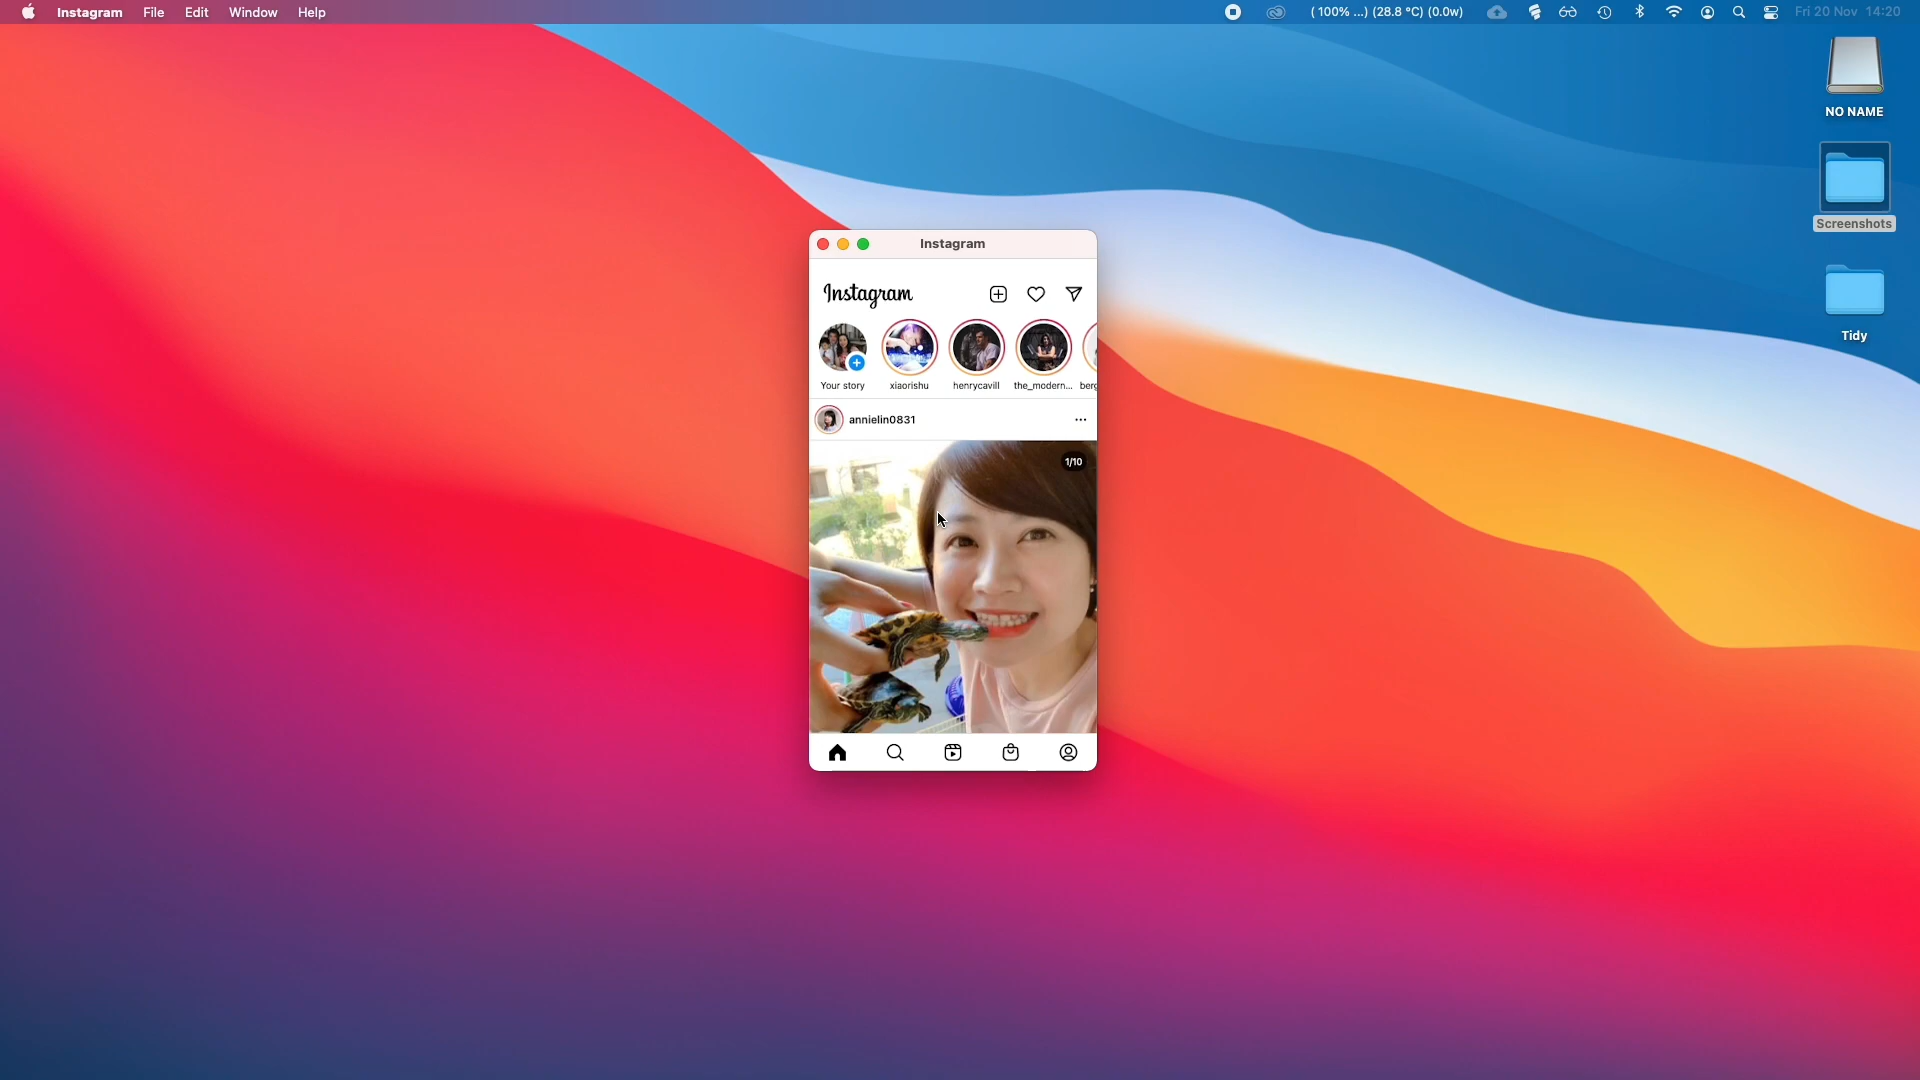 Instagram File Edit Window Help (100% ...) (28.8 °C) (0.0w) Fri 20 Nov 14:20
NO NAME
Screenshots
Tidy
Instagram
Instagram
Your story xiaorishu henrycavill the_modern... berg
annielin0831 ...
1/10